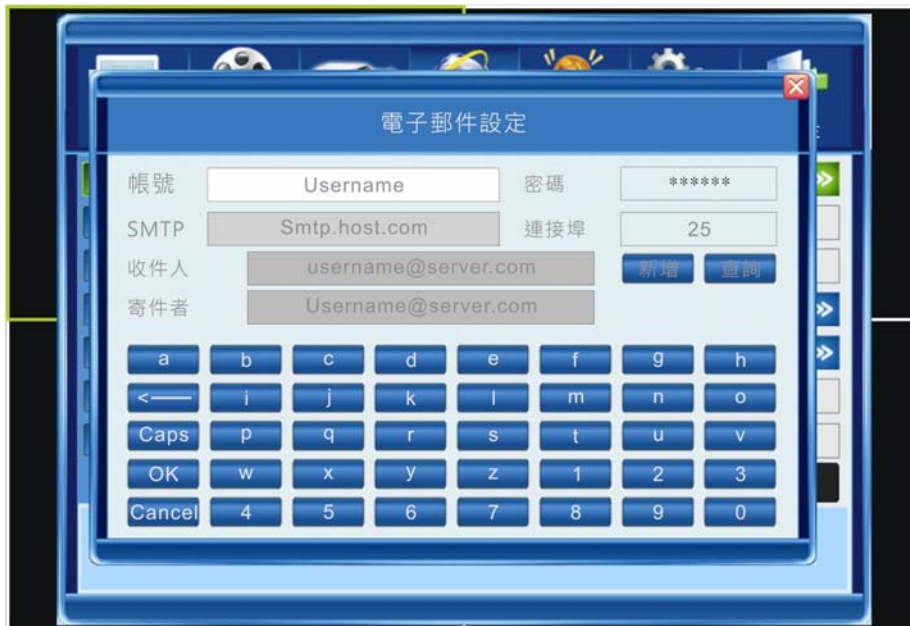 電子郵件設定
帳號 Username 密碼 ******
SMTP Smtp.host.com 連接埠 25
收件人 username@server.com 新增 查詢
寄件者 Username@server.com
a b c d e f g h
<— i j k l m n o
Caps p q r s t u v
OK w x y z 1 2 3
Cancel 4 5 6 7 8 9 0